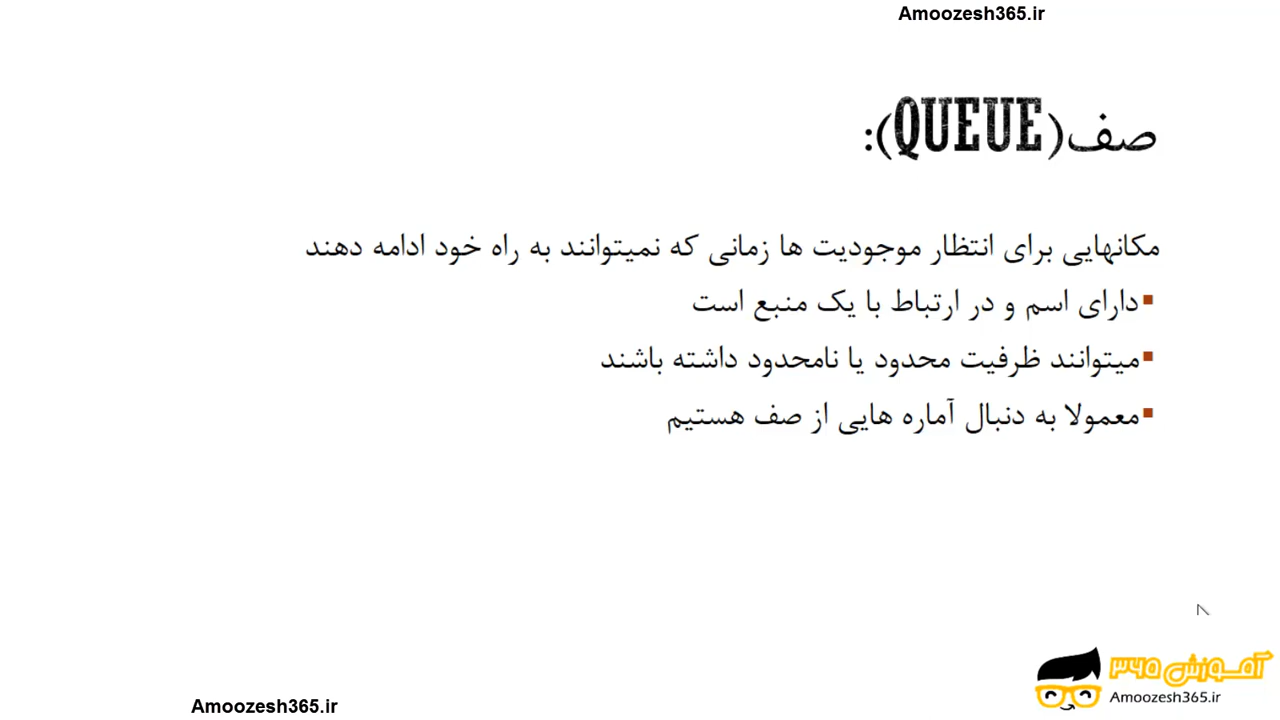 Amoozesh365.ir
صف(QUEUE):
مکانهایی برای انتظار موجودیت ها زمانی که نمیتوانند به راه خود ادامه دهند
▪دارای اسم و در ارتباط با یک منبع است
▪میتوانند ظرفیت محدود یا نامحدود داشته باشند
▪معمولا به دنبال آماره هایی از صف هستیم
آموزش ۳۶۵
Amoozesh365.ir
Amoozesh365.ir